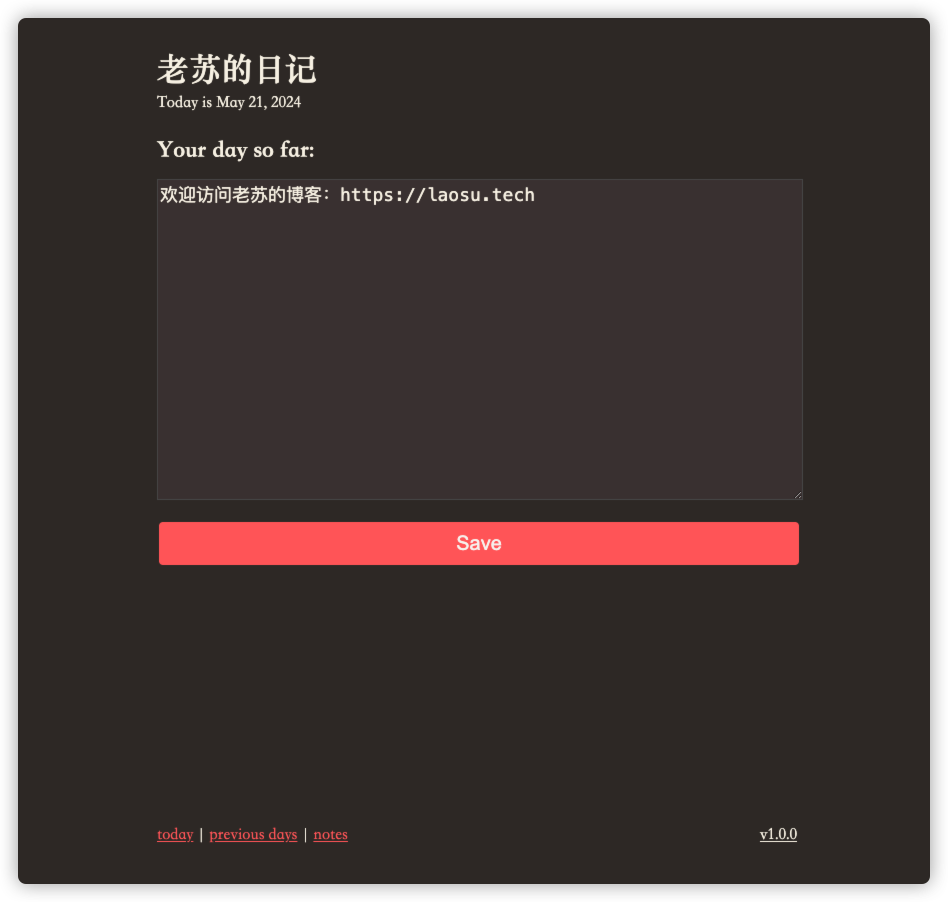 老苏的日记
Today is May 21, 2024
Your day so far:
欢迎访问老苏的博客：https://laosu.tech
Save
today | previous days | notes
v1.0.0